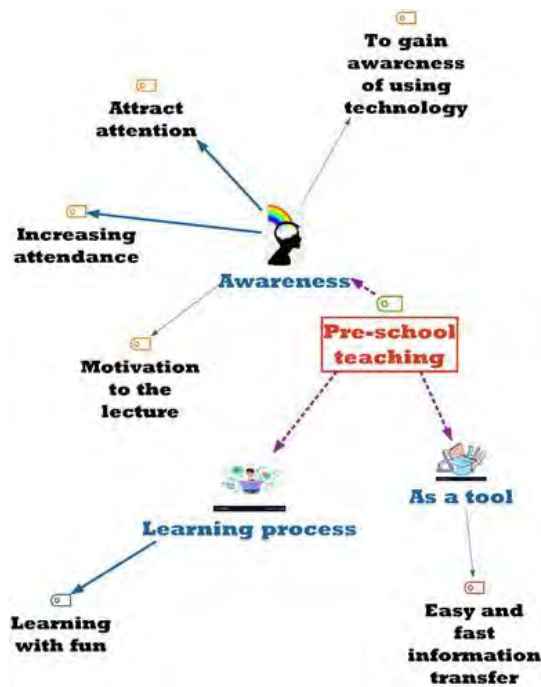 To gain
awareness
of using
technology
Attract
attention
Increasing
attendance
Awareness
Pre-school
teaching
Motivation
to the
lecture
Learning process
As a tool
Learning
with fun
Easy and
fast
information
transfer